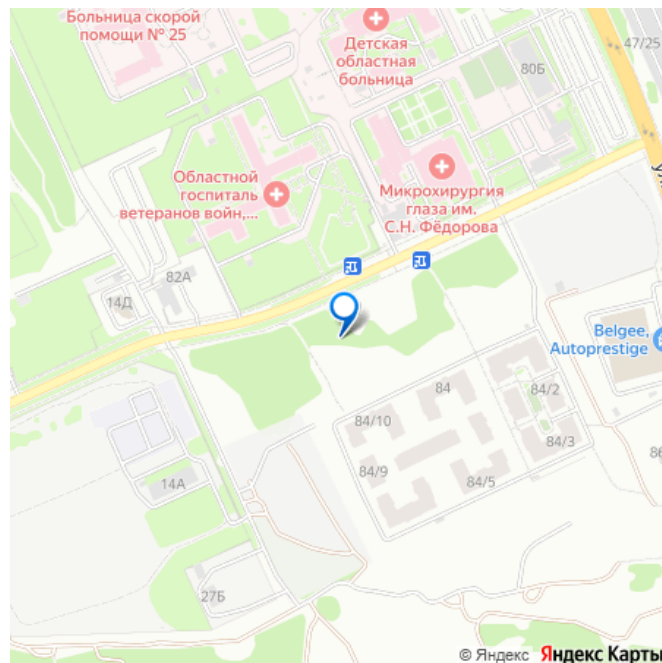 Больница скорой
помощи № 25
Детская
областная
больница
47/25
80Б
Областной
госпиталь
ветеранов войн,...
Микрохирургия
глаза им.
С.Н. Фёдорова
82А
14Д
Belgee,
Autoprestige
84/10
84
84/2
84/3
84/9
84/5
86
14А
27Б
© Яндекс Яндекс Карты